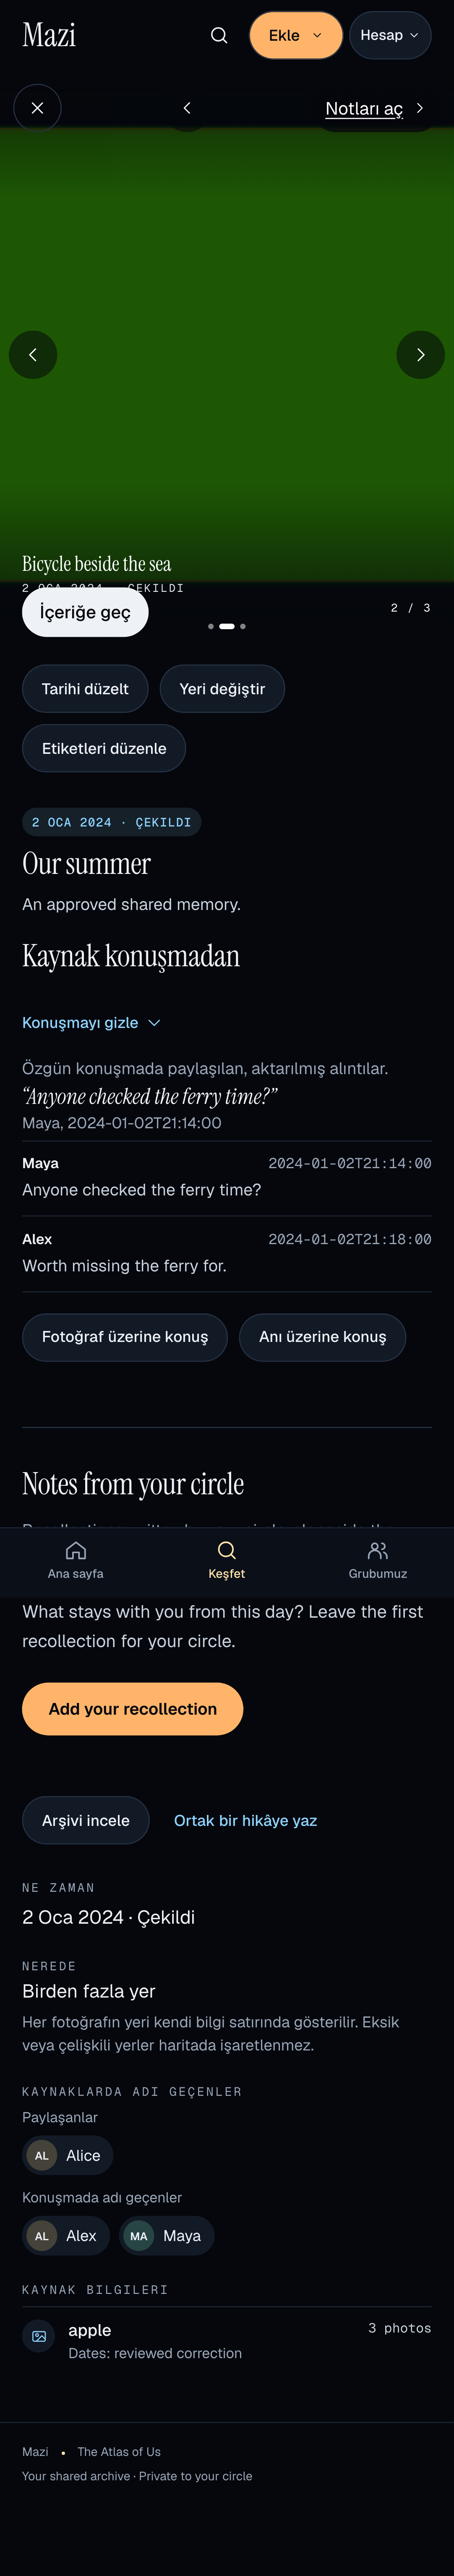 Mazi
Ekle
Hesap
Notları aç
Bicycle beside the sea
2 OCA 2024 · ÇEKILDI
İçeriğe geç
2 / 3
Tarihi düzelt
Yeri değiştir
Etiketleri düzenle
2 OCA 2024 · ÇEKILDI
Our summer
An approved shared memory.
Kaynak konuşmadan
Konuşmayı gizle
Özgün konuşmada paylaşılan, aktarılmış alıntılar.
“Anyone checked the ferry time?”
Maya, 2024-01-02T21:14:00
Maya 2024-01-02T21:14:00
Anyone checked the ferry time?
Alex 2024-01-02T21:18:00
Worth missing the ferry for.
Fotoğraf üzerine konuş
Anı üzerine konuş
Notes from your circle
Ana sayfa
Keşfet
Grubumuz
What stays with you from this day? Leave the first
recollection for your circle.
Add your recollection
Arşivi incele
Ortak bir hikâye yaz
NE ZAMAN
2 Oca 2024 · Çekildi
NEREDE
Birden fazla yer
Her fotoğrafın yeri kendi bilgi satırında gösterilir. Eksik
veya çelişkili yerler haritada işaretlenmez.
KAYNAKLARDA ADI GEÇENLER
Paylaşanlar
AL Alice
Konuşmada adı geçenler
AL Alex
MA Maya
KAYNAK BILGILERI
apple 3 photos
Dates: reviewed correction
Mazi • The Atlas of Us
Your shared archive · Private to your circle